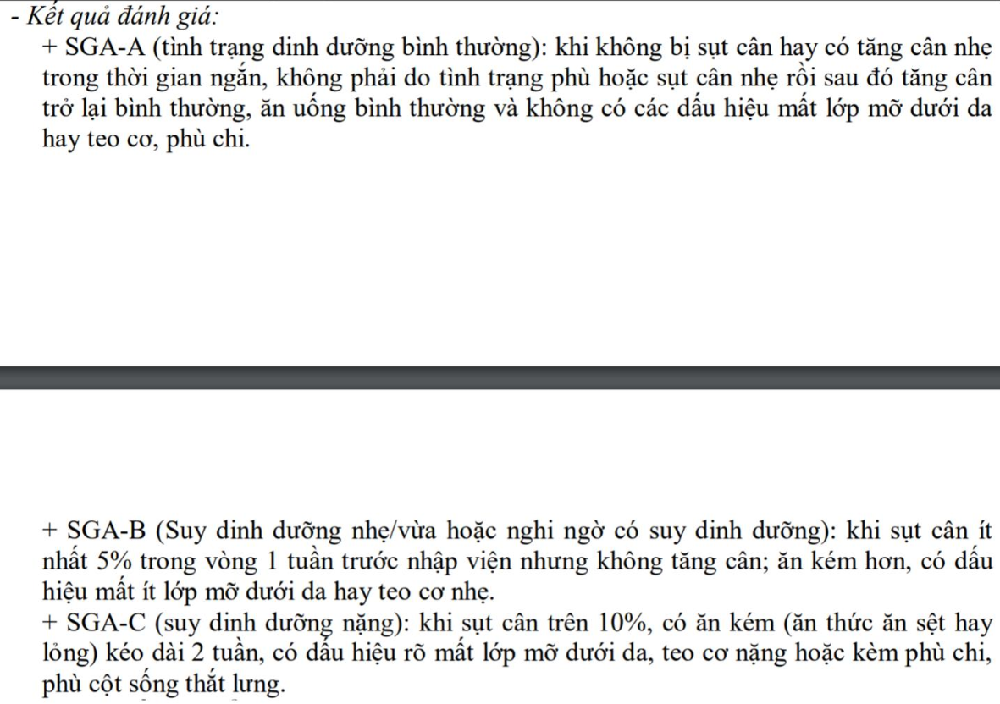 - Kết quả đánh giá:
+ SGA-A (tình trạng dinh dưỡng bình thường): khi không bị sụt cân hay có tăng cân nhẹ
trong thời gian ngắn, không phải do tình trạng phù hoặc sụt cân nhẹ rồi sau đó tăng cân
trở lại bình thường, ăn uống bình thường và không có các dấu hiệu mất lớp mỡ dưới da
hay teo cơ, phù chi.
+ SGA-B (Suy dinh dưỡng nhẹ/vừa hoặc nghi ngờ có suy dinh dưỡng): khi sụt cân ít
nhất 5% trong vòng 1 tuần trước nhập viện nhưng không tăng cân; ăn kém hơn, có dấu
hiệu mất ít lớp mỡ dưới da hay teo cơ nhẹ.
+ SGA-C (suy dinh dưỡng nặng): khi sụt cân trên 10%, có ăn kém (ăn thức ăn sệt hay
lỏng) kéo dài 2 tuần, có dấu hiệu rõ mất lớp mỡ dưới da, teo cơ nặng hoặc kèm phù chi,
phù cột sống thắt lưng.